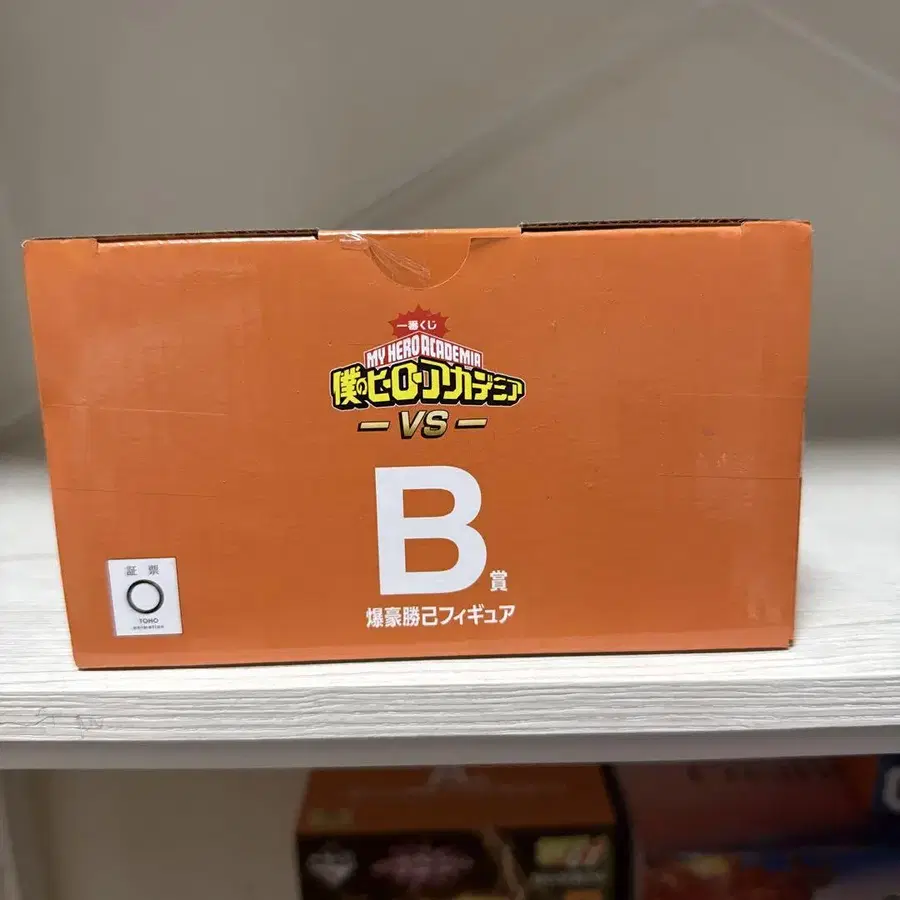 一番くじ
MY HERO ACADEMIA
僕のヒーローアカデミア
VS
B賞
爆豪勝己フィギュア
証票
TOHO
animation
A